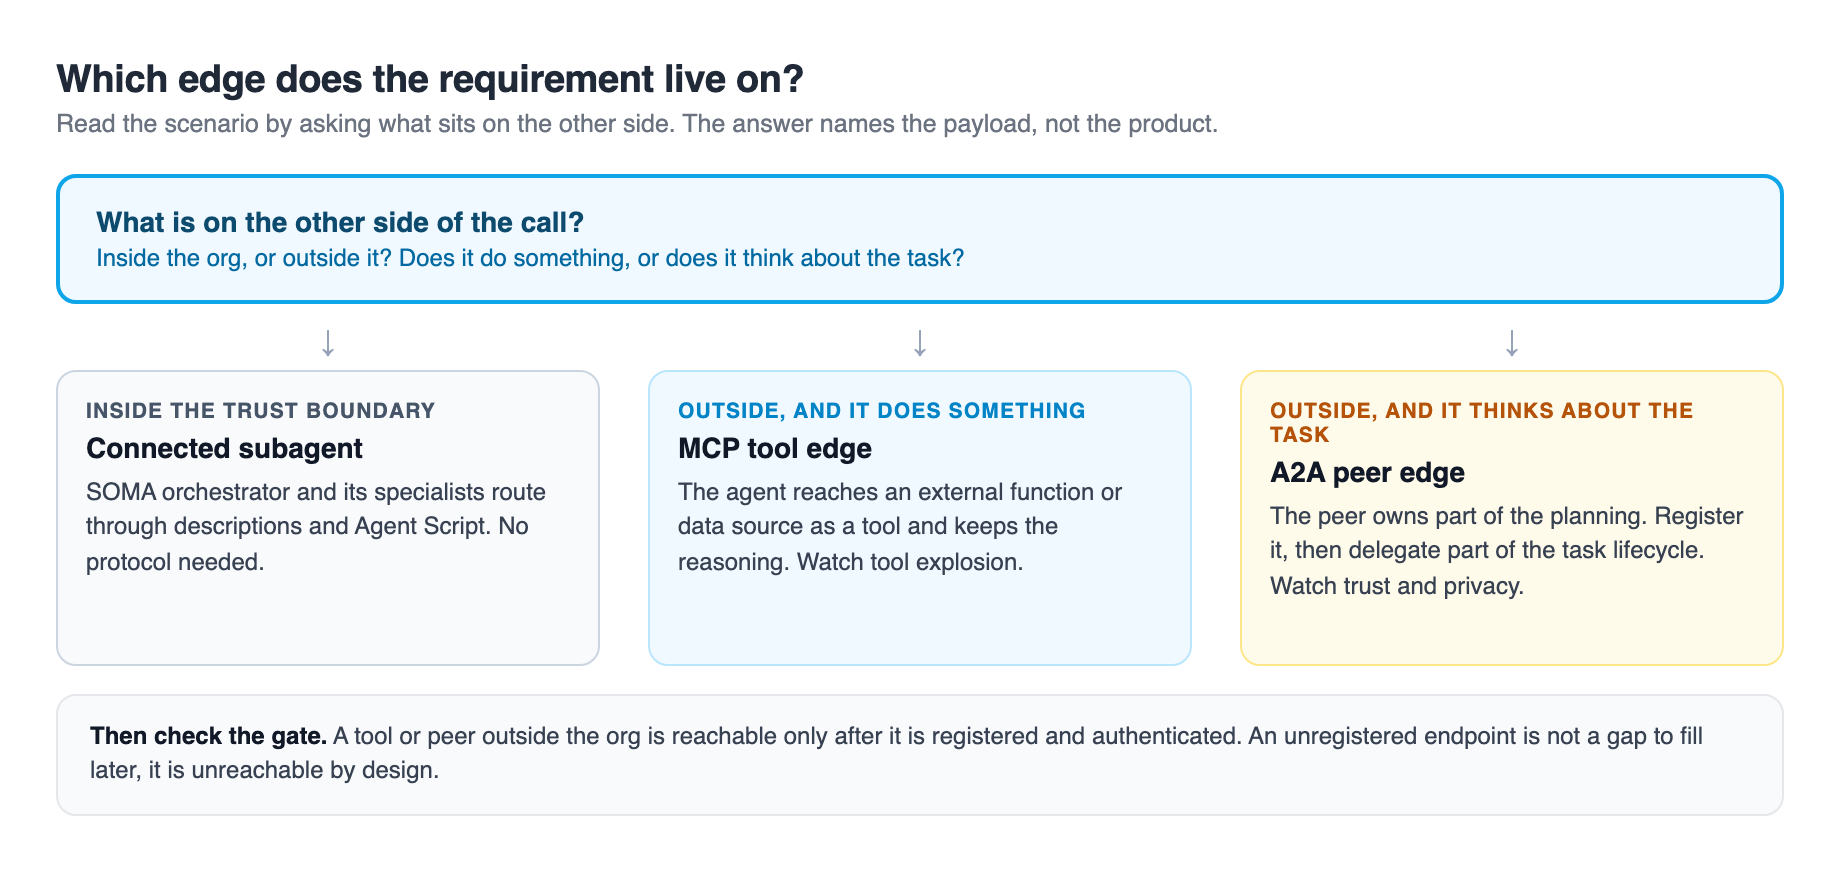 Which edge does the requirement live on?
Read the scenario by asking what sits on the other side. The answer names the payload, not the product.
What is on the other side of the call?
Inside the org, or outside it? Does it do something, or does it think about the task?
INSIDE THE TRUST BOUNDARY
Connected subagent
SOMA orchestrator and its specialists route
through descriptions and Agent Script. No
protocol needed.
OUTSIDE, AND IT DOES SOMETHING
MCP tool edge
The agent reaches an external function or
data source as a tool and keeps the
reasoning. Watch tool explosion.
OUTSIDE, AND IT THINKS ABOUT THE
TASK
A2A peer edge
The peer owns part of the planning. Register
it, then delegate part of the task lifecycle.
Watch trust and privacy.
Then check the gate. A tool or peer outside the org is reachable only after it is registered and authenticated. An unregistered endpoint is not a gap to fill
later, it is unreachable by design.